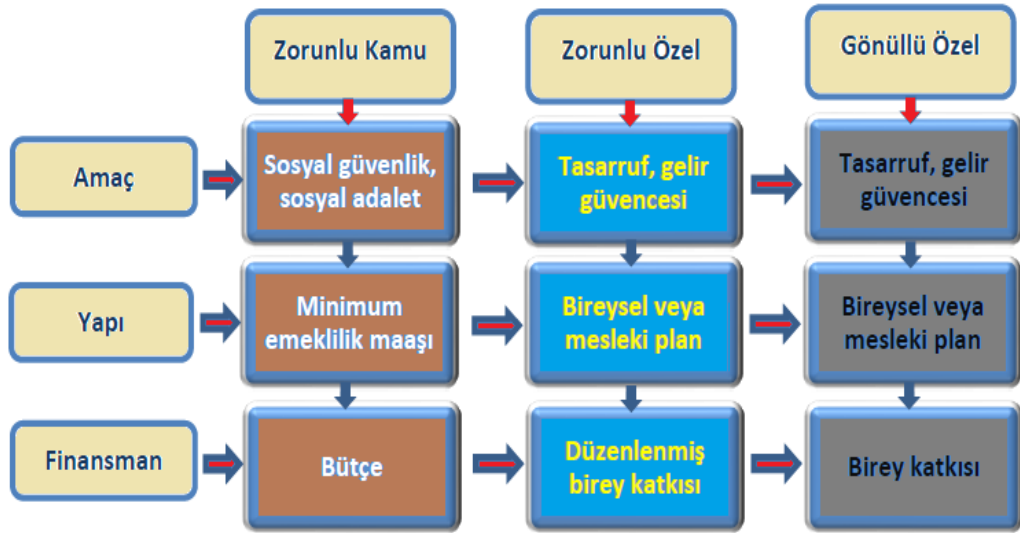 Zorunlu Kamu
Zorunlu Özel
Gönüllü Özel
Amaç
Sosyal güvenlik,
sosyal adalet
Tasarruf, gelir
güvencesi
Tasarruf, gelir
güvencesi
Yapı
Minimum
emeklilik maaşı
Bireysel veya
mesleki plan
Bireysel veya
mesleki plan
Finansman
Bütçe
Düzenlenmiş
birey katkısı
Birey katkısı